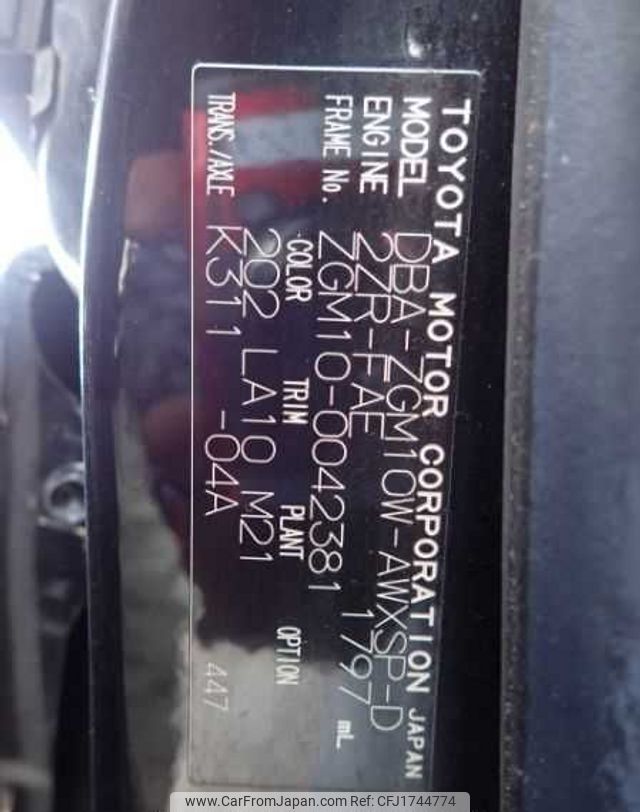 TOYOTA MOTOR CORPORATION JAPAN
MODEL DBA-ZGM10W-AWXSP-D
ENGINE 2ZR-FAE 1797 mL
FRAME No. ZGM10-0042381
COLOR TRIM PLANT OPTION
202 LA10 M21
TRANS./AXLE K311 -04A 447
www.CarFromJapan.com Ref: CFJ1744774